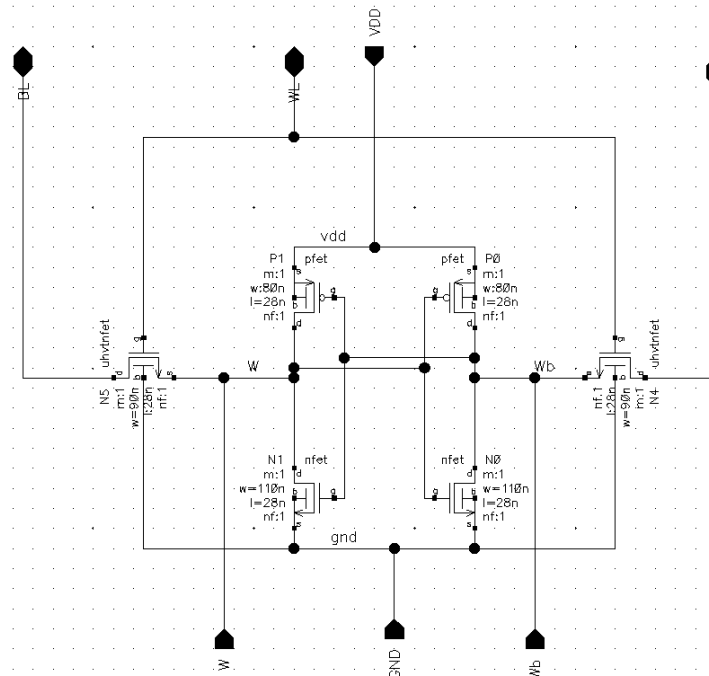 BL
WL
VDD
vdd
P1 pfet
m:1
w:80n
l=28n
nf:1
s
b
g
d
pfet P0
m:1
w:80n
l=28n
nf:1
s
b
g
d
uhvtnfet
g
d
b
s
N5
m:1
w=90n
l:28n
nf:1
W
Wb
uhvtnfet
g
s
b
d
nf:1
l:28n
w=90n
m:1
N4
N1 nfet
m:1
w=110n
l=28n
nf:1
d
b
g
s
nfet N0
m:1
w=110n
l=28n
nf:1
d
b
g
s
gnd
W
GND
Wb